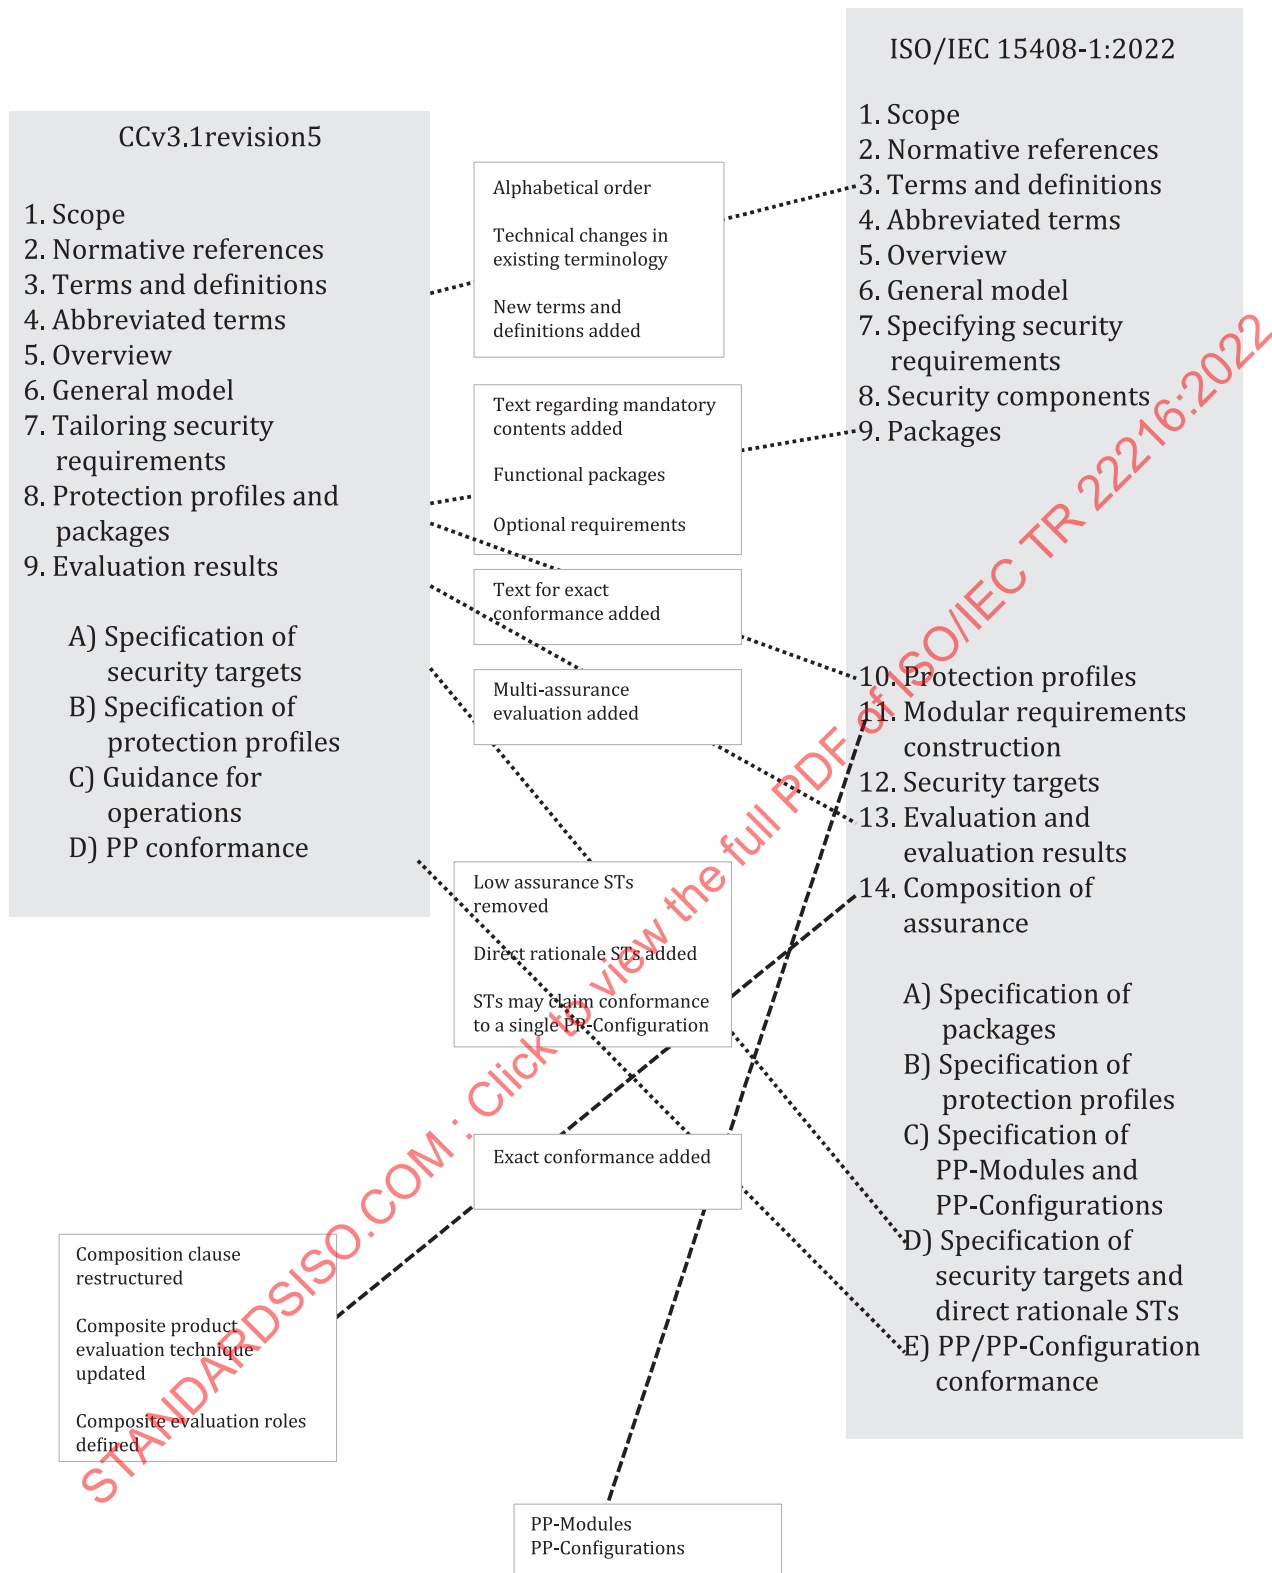 CCv3.1revision5
1. Scope
2. Normative references
3. Terms and definitions
4. Abbreviated terms
5. Overview
6. General model
7. Tailoring security
requirements
8. Protection profiles and
packages
9. Evaluation results
A) Specification of
security targets
B) Specification of
protection profiles
C) Guidance for
operations
D) PP conformance
Alphabetical order
Technical changes in
existing terminology
New terms and
definitions added
Text regarding mandatory
contents added
Functional packages
Optional requirements
Text for exact
conformance added
Multi-assurance
evaluation added
Low assurance STs
removed
Direct rationale STs added
STs may claim conformance
to a single PP-Configuration
Exact conformance added
Composition clause
restructured
Composite product
evaluation technique
updated
Composite evaluation roles
defined
PP-Modules
PP-Configurations
ISO/IEC 15408-1:2022
1. Scope
2. Normative references
3. Terms and definitions
4. Abbreviated terms
5. Overview
6. General model
7. Specifying security
requirements
8. Security components
9. Packages
10. Protection profiles
11. Modular requirements
construction
12. Security targets
13. Evaluation and
evaluation results
14. Composition of
assurance
A) Specification of
packages
B) Specification of
protection profiles
C) Specification of
PP-Modules and
PP-Configurations
D) Specification of
security targets and
direct rationale STs
E) PP/PP-Configuration
conformance
STANDARDSISO.COM : Click to view the full PDF of ISO/IEC TR 22216:2022